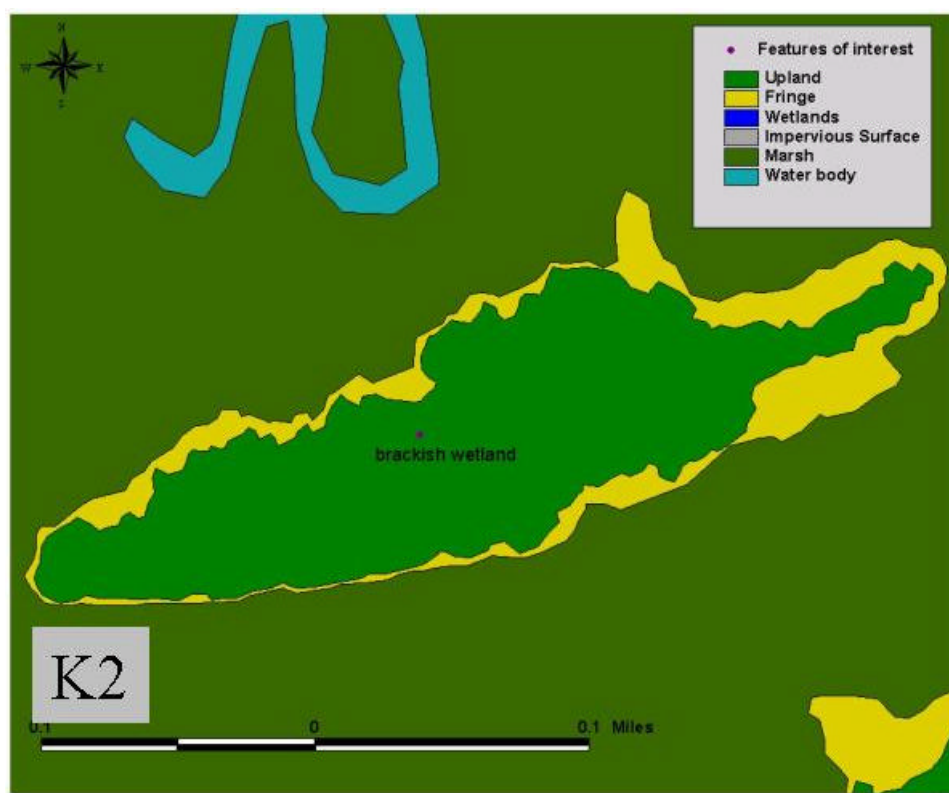 Features of interest
Upland
Fringe
Wetlands
Impervious Surface
Marsh
Water body
W
brackish wetland
K2
0.1 0 0.1 Miles